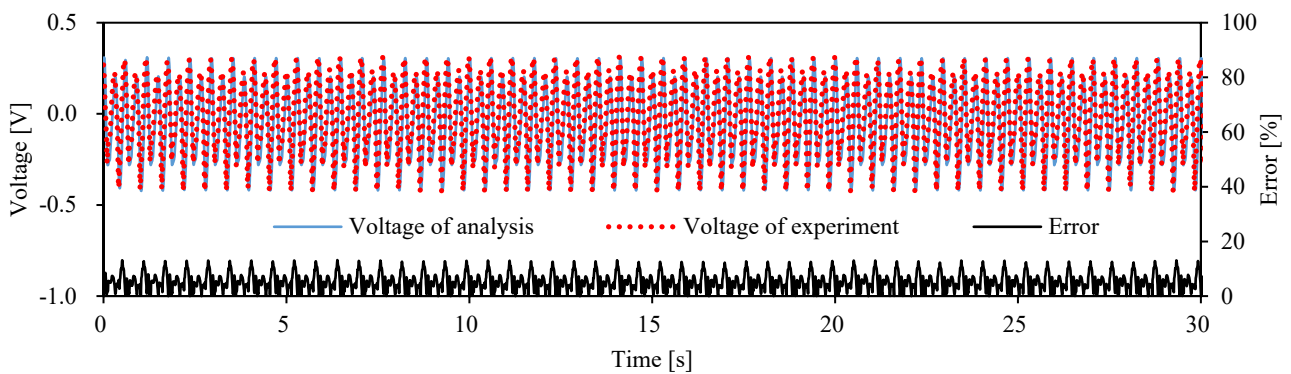 0.5
0.0
-0.5
-1.0
Voltage [V]
100
80
60
40
20
0
Error [%]
Voltage of analysis
Voltage of experiment
Error
0 5 10 15 20 25 30
Time [s]